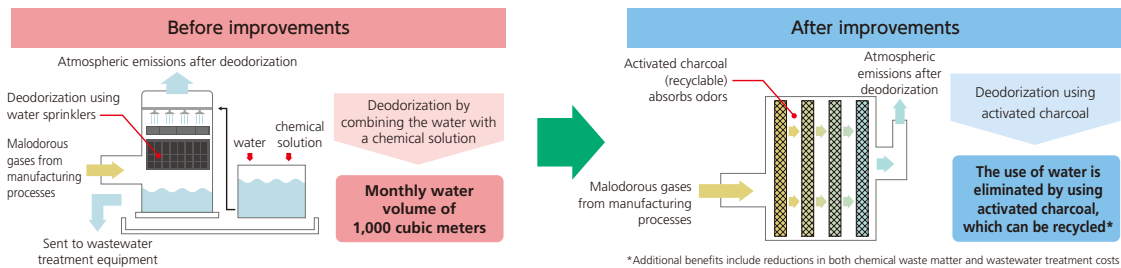 Before improvements
Atmospheric emissions after deodorization
Deodorization using
water sprinklers
Malodorous
gases from
manufacturing
processes
Sent to wastewater
treatment equipment
water
chemical
solution
Deodorization by
combining the water with
a chemical solution
Monthly water
volume of
1,000 cubic meters
After improvements
Activated charcoal
(recyclable)
absorbs odors
Atmospheric
emissions after
deodorization
Malodorous gases
from manufacturing
processes
Deodorization using
activated charcoal
The use of water is
eliminated by using
activated charcoal,
which can be recycled*
*Additional benefits include reductions in both chemical waste matter and wastewater treatment costs